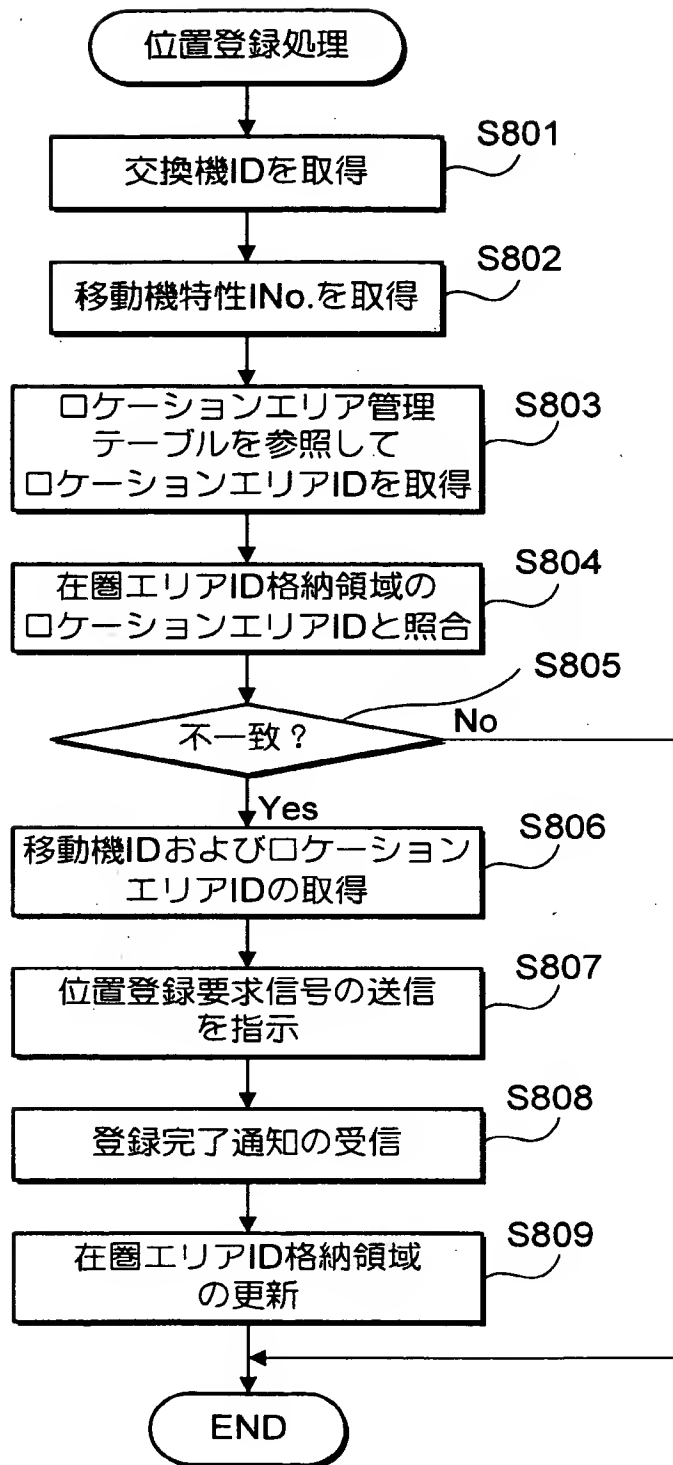 位置登録処理
S801
交換機IDを取得
S802
移動機特性INo.を取得
S803
ロケーションエリア管理
テーブルを参照して
ロケーションエリアIDを取得
S804
在圏エリアID格納領域の
ロケーションエリアIDと照合
S805
不一致？
No
Yes
S806
移動機IDおよびロケーション
エリアIDの取得
S807
位置登録要求信号の送信
を指示
S808
登録完了通知の受信
S809
在圏エリアID格納領域
の更新
END